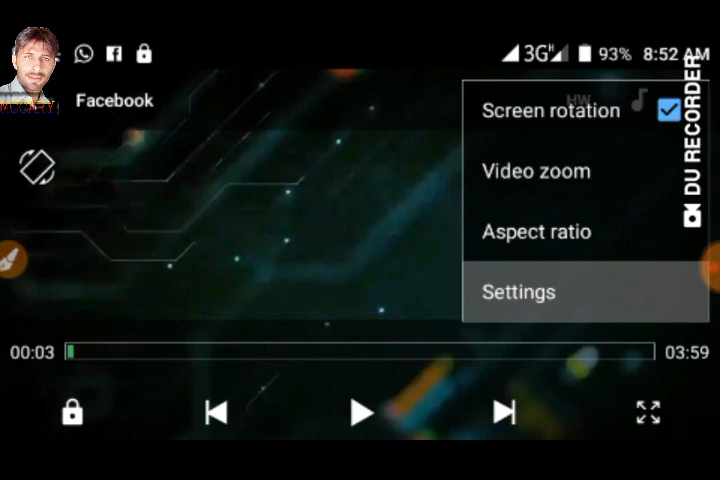 3G H 93% 8:52 AM
Facebook
HW
Screen rotation
Video zoom
Aspect ratio
Settings
DU RECORDER
00:03
03:59